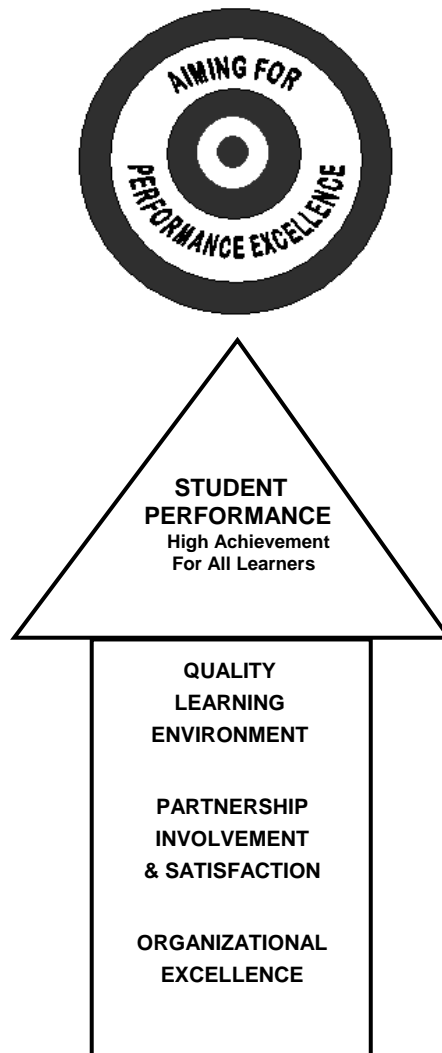 AIMING FOR
PERFORMANCE EXCELLENCE
STUDENT
PERFORMANCE
High Achievement
For All Learners
QUALITY
LEARNING
ENVIRONMENT
PARTNERSHIP
INVOLVEMENT
& SATISFACTION
ORGANIZATIONAL
EXCELLENCE